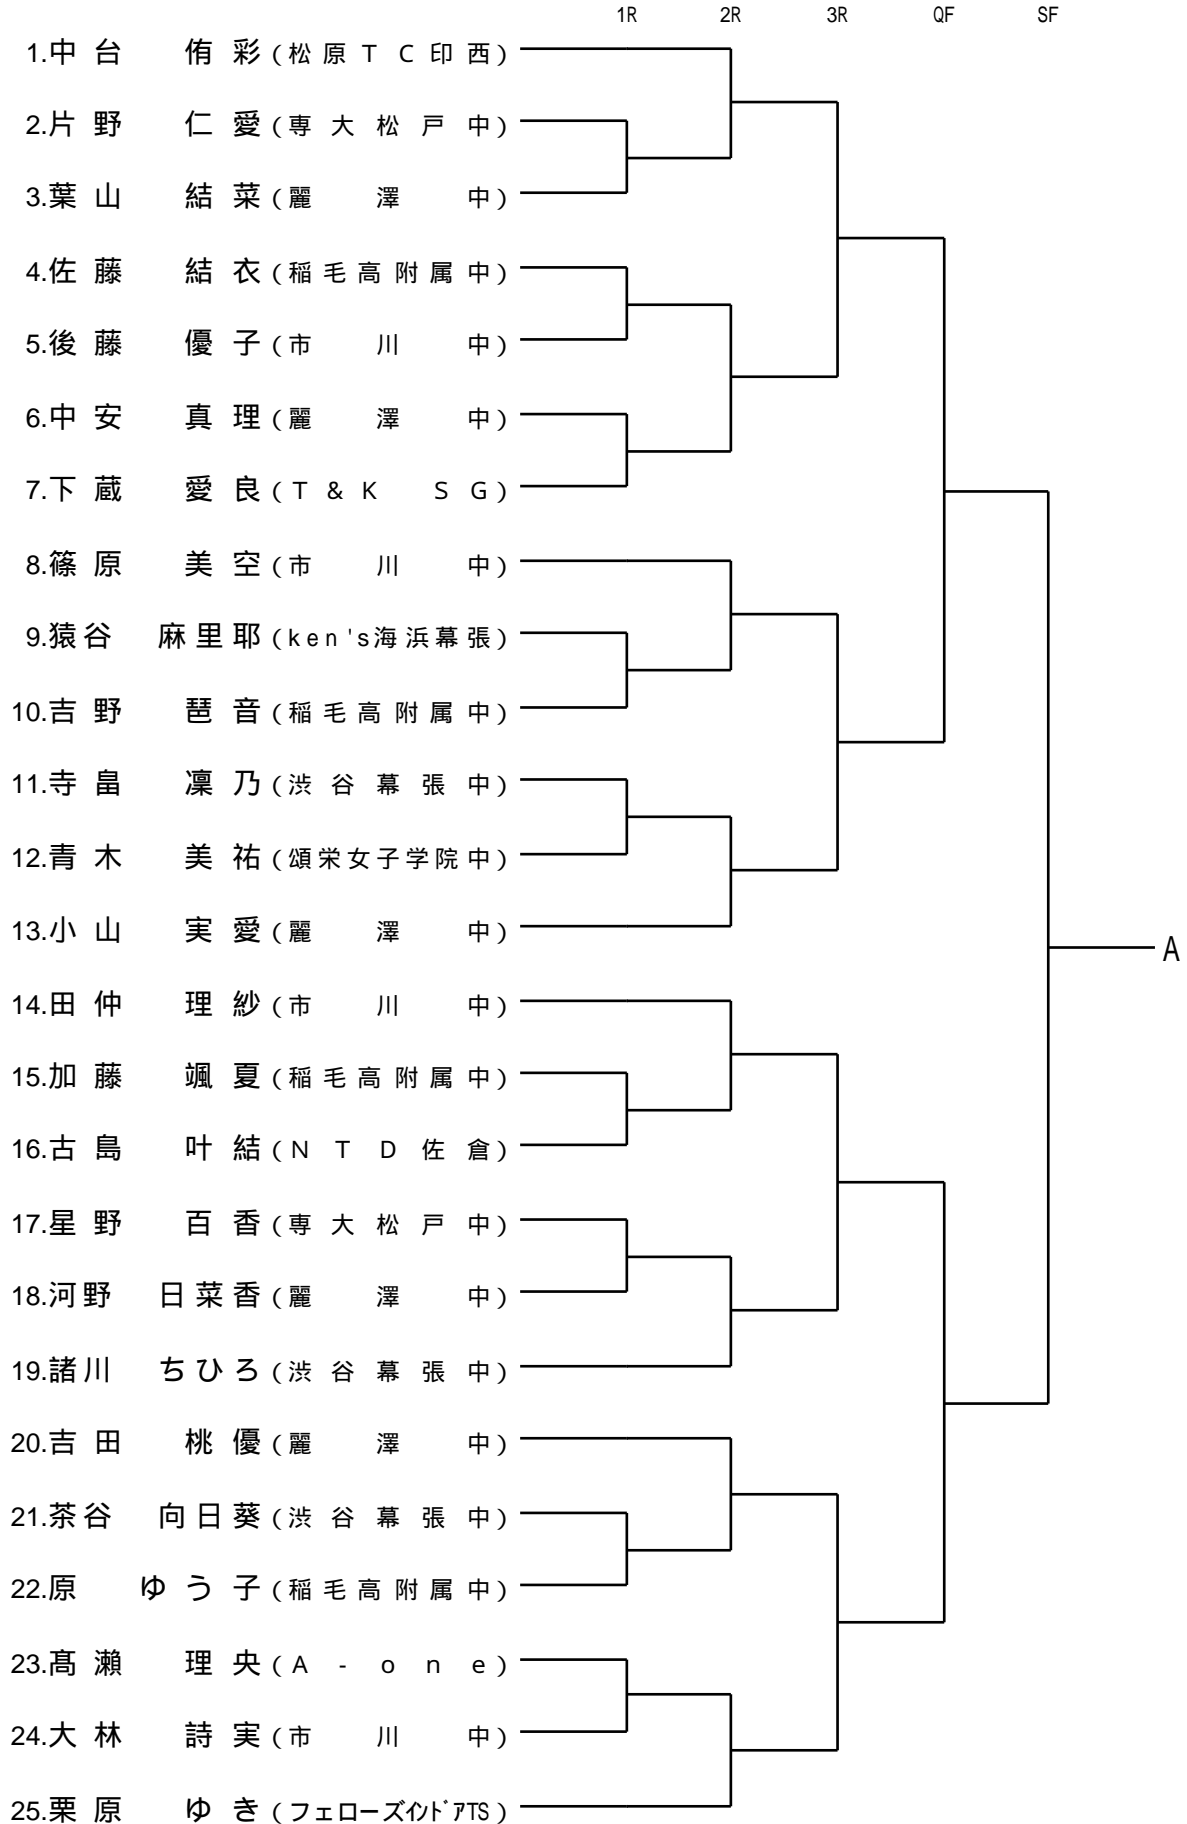 1R 2R 3R QF SF
1.中台 侑彩(松原TC印西)
2.片野 仁愛(専大松戸中)
3.葉山 結菜(麗澤中)
4.佐藤 結衣(稲毛高附属中)
5.後藤 優子(市川中)
6.中安 真理(麗澤中)
7.下蔵 愛良(T&K SG)
8.篠原 美空(市川中)
9.猿谷 麻里耶(ken's海浜幕張)
10.吉野 琶音(稲毛高附属中)
11.寺畠 凜乃(渋谷幕張中)
12.青木 美祐(頌栄女子学院中)
13.小山 実愛(麗澤中)
A
14.田仲 理紗(市川中)
15.加藤 颯夏(稲毛高附属中)
16.古島 叶結(NTD佐倉)
17.星野 百香(専大松戸中)
18.河野 日菜香(麗澤中)
19.諸川 ちひろ(渋谷幕張中)
20.吉田 桃優(麗澤中)
21.茶谷 向日葵(渋谷幕張中)
22.原 ゆう子(稲毛高附属中)
23.髙瀨 理央(A-one)
24.大林 詩実(市川中)
25.栗原 ゆき(フェローズインドアTS)